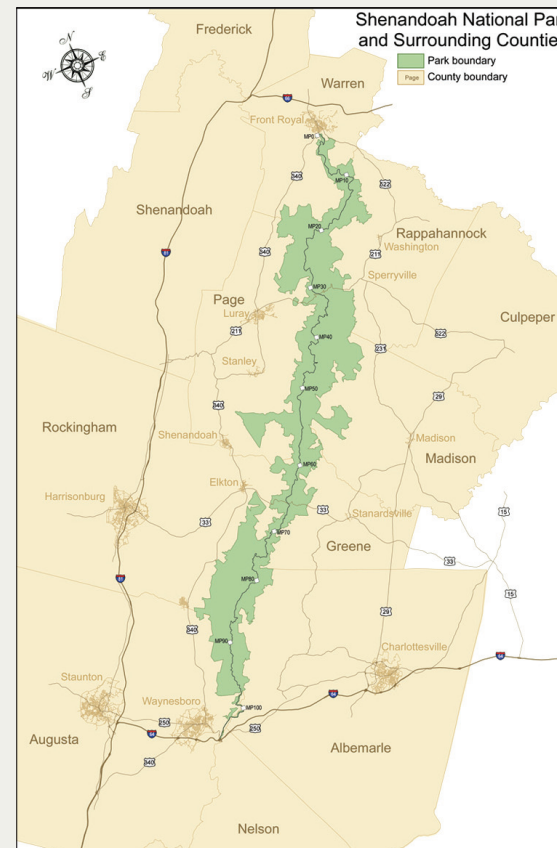 Shenandoah National Par
and Surrounding Countie
Park boundary
Page
County boundary
N
E
W
S
Frederick
Warren
66
Front Royal
MP0
340
MP10
522
Shenandoah
MP20
Rappahannock
Washington
340
211
81
Sperryville
MP30
Page
Luray
Culpeper
211
MP40
522
231
Stanley
MP50
29
340
Rockingham
Shenandoah
Madison
Madison
MP60
Elkton
Harrisonburg
15
33
33
Stanardsville
MP70
Greene
33
81
MP80
15
29
340
MP90
Charlottesville
64
Staunton
Waynesboro
64
MP100
250
250
Augusta
64
Albemarle
340
Nelson